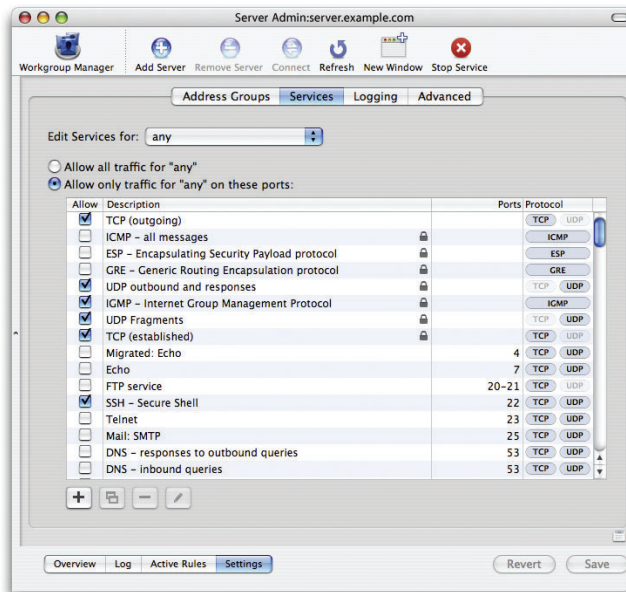 Server Admin:server.example.com
Workgroup Manager Add Server Remove Server Connect Refresh New Window Stop Service
Address Groups Services Logging Advanced
Edit Services for: any
Allow all traffic for "any"
Allow only traffic for "any" on these ports:
Allow Description Ports Protocol
TCP (outgoing) TCP UDP
ICMP – all messages ICMP
ESP – Encapsulating Security Payload protocol ESP
GRE – Generic Routing Encapsulation protocol GRE
UDP outbound and responses TCP UDP
IGMP – Internet Group Management Protocol IGMP
UDP Fragments TCP UDP
TCP (established) TCP UDP
Migrated: Echo 4 TCP UDP
Echo 7 TCP UDP
FTP service 20–21 TCP UDP
SSH – Secure Shell 22 TCP UDP
Telnet 23 TCP UDP
Mail: SMTP 25 TCP UDP
DNS – responses to outbound queries 53 TCP UDP
DNS – inbound queries 53 TCP UDP
Overview Log Active Rules Settings Revert Save